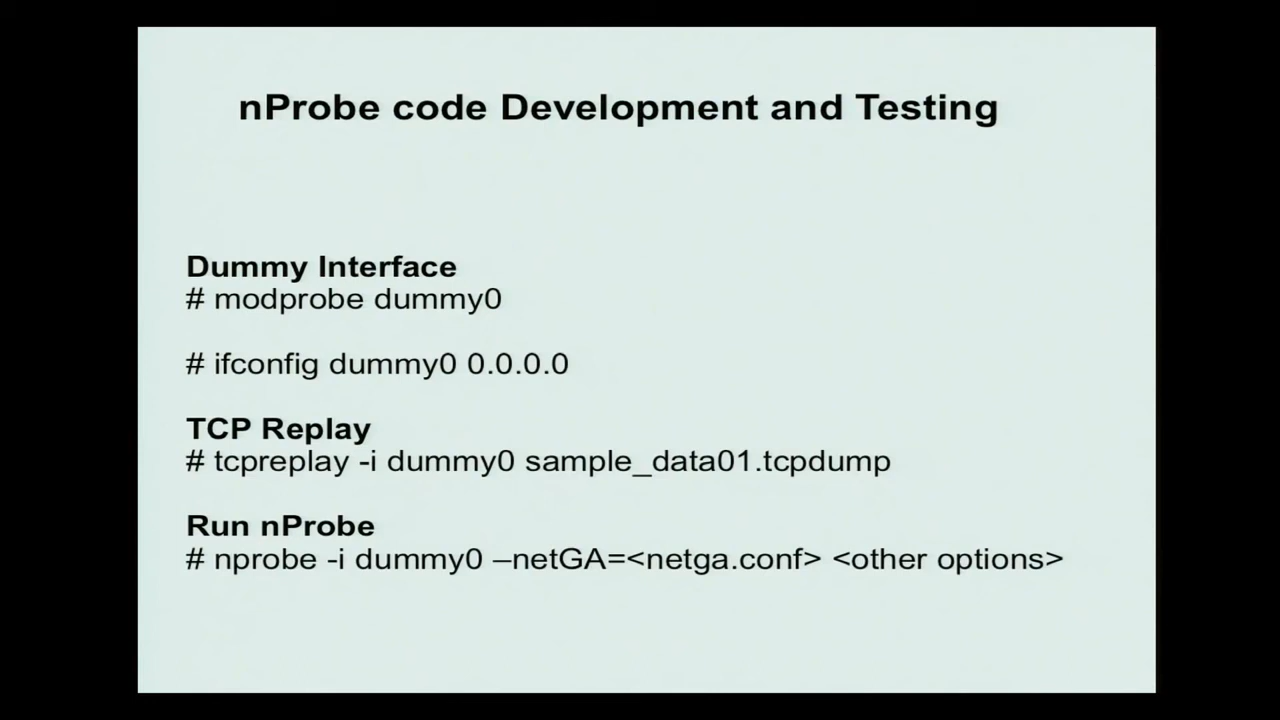 nProbe code Development and Testing
Dummy Interface
# modprobe dummy0
# ifconfig dummy0 0.0.0.0
TCP Replay
# tcpreplay -i dummy0 sample_data01.tcpdump
Run nProbe
# nprobe -i dummy0 –netGA=<netga.conf> <other options>